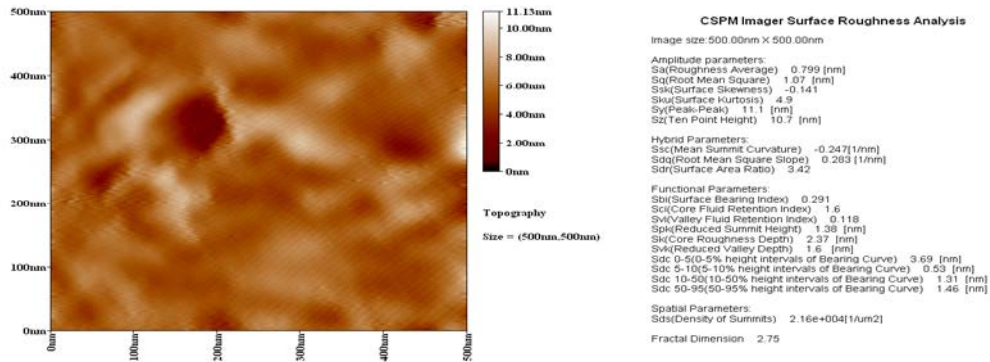 500nm
400nm
300nm
200nm
100nm
0nm
0nm
100nm
200nm
300nm
400nm
500nm
11.13nm
10.00nm
8.00nm
6.00nm
4.00nm
2.00nm
0nm
Topography
Size = (500nm,500nm)
CSPM Imager Surface Roughness Analysis
Image size:500.00nm X 500.00nm
Amplitude parameters:
Sa(Roughness Average) 0.799 [nm]
Sq(Root Mean Square) 1.07 [nm]
Ssk(Surface Skewness) -0.141
Sku(Surface Kurtosis) 4.9
Sy(Peak-Peak) 11.1 [nm]
Sz(Ten Point Height) 10.7 [nm]
Hybrid Parameters:
Ssc(Mean Summit Curvature) -0.247[1/nm]
Sdq(Root Mean Square Slope) 0.283 [1/nm]
Sdr(Surface Area Ratio) 3.42
Functional Parameters:
Sbi(Surface Bearing Index) 0.291
Sci(Core Fluid Retention Index) 1.6
Svi(Valley Fluid Retention Index) 0.118
Spk(Reduced Summit Height) 1.38 [nm]
Sk(Core Roughness Depth) 2.37 [nm]
Svk(Reduced Valley Depth) 1.6 [nm]
Sdc 0-5(0-5% height intervals of Bearing Curve) 3.69 [nm]
Sdc 5-10(5-10% height intervals of Bearing Curve) 0.53 [nm]
Sdc 10-50(10-50% height intervals of Bearing Curve) 1.31 [nm]
Sdc 50-95(50-95% height intervals of Bearing Curve) 1.46 [nm]
Spatial Parameters:
Sds(Density of Summits) 2.16e+004[1/um2]
Fractal Dimension 2.75